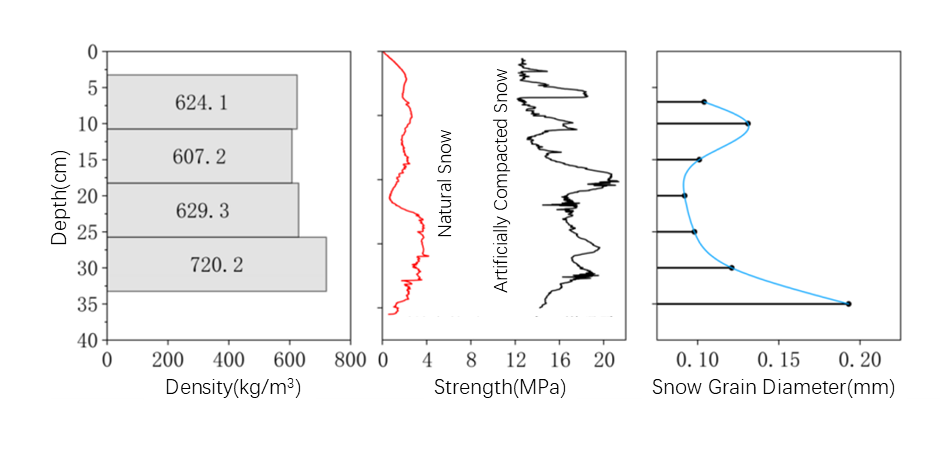 0
5
10
15
20
25
30
35
40
Depth(cm)
624.1
607.2
629.3
720.2
0 200 400 600 800
Density(kg/m³)
Natural Snow
Artificially Compacted Snow
0 4 8 12 16 20
Strength(MPa)
0.10 0.15 0.20
Snow Grain Diameter(mm)